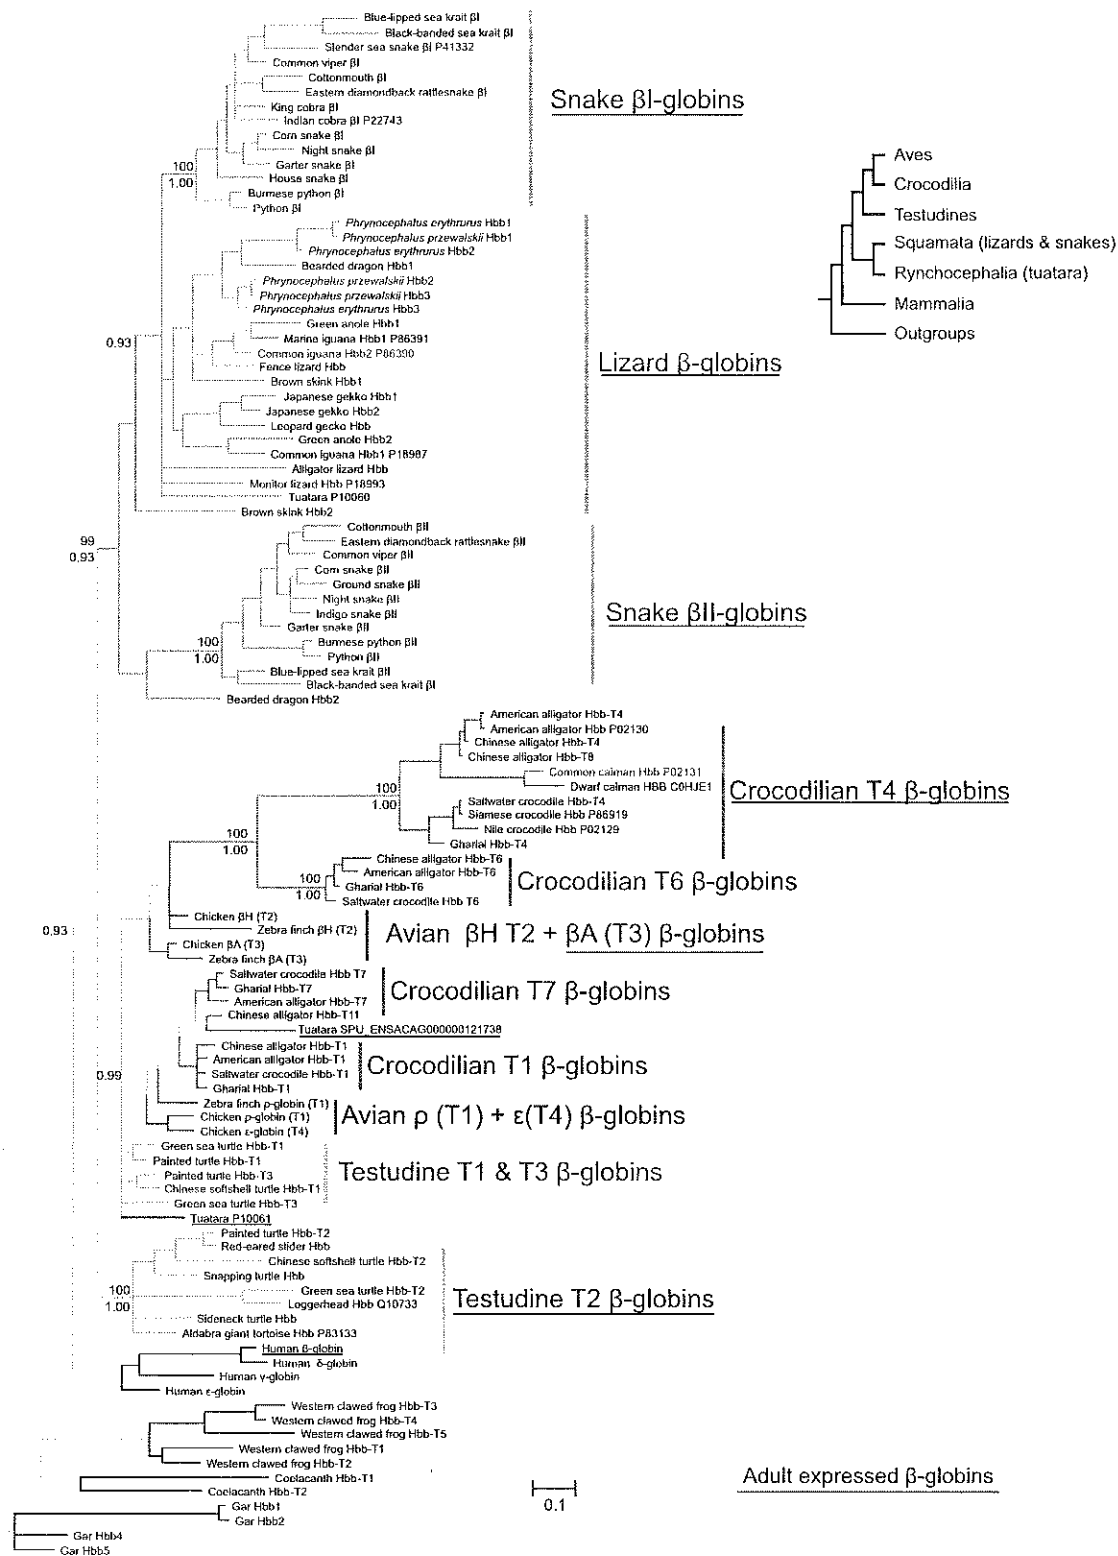 Blue-lipped sea krait βI
Black-banded sea krait βI
Slender sea snake βI P41332
Common viper βI
Cottonmouth βI
Eastern diamondback rattlesnake βI
King cobra βI
Indian cobra βI P22743
Corn snake βI
Night snake βI
Garter snake βI
House snake βI
Burmese python βI
Python βI
100
1.00
Snake βI-globins
Phrynocephalus erythrurus Hbb1
Phrynocephalus przewalskii Hbb1
Phrynocephalus erythrurus Hbb2
Bearded dragon Hbb1
Phrynocephalus przewalskii Hbb2
Phrynocephalus przewalskii Hbb3
Phrynocephalus erythrurus Hbb3
Green anole Hbb1
Marine iguana Hbb1 P86391
Common iguana Hbb2 P86390
Fence lizard Hbb
Brown skink Hbb1
Japanese gekko Hbb1
Japanese gekko Hbb2
Leopard gecko Hbb
Green anole Hbb2
Common iguana Hbb1 P18987
Alligator lizard Hbb
Monitor lizard Hbb P18993
Tuatara P10060
Brown skink Hbb2
0.93
Lizard β-globins
Aves
Crocodilia
Testudines
Squamata (lizards & snakes)
Rynchocephalia (tuatara)
Mammalia
Outgroups
99
0.93
Cottonmouth βII
Eastern diamondback rattlesnake βII
Common viper βII
Corn snake βII
Ground snake βII
Night snake βII
Indigo snake βII
Garter snake βII
Burmese python βII
Python βII
Blue-lipped sea krait βII
Black-banded sea krait βI
Bearded dragon Hbb2
100
1.00
Snake βII-globins
American alligator Hbb-T4
American alligator Hbb P02130
Chinese alligator Hbb-T4
Chinese alligator Hbb-T8
Common caiman Hbb P02131
Dwarf caiman HBB C0HJE1
Saltwater crocodile Hbb-T4
Siamese crocodile Hbb P86919
Nile crocodile Hbb P02129
Gharial Hbb-T4
100
1.00
Crocodilian T4 β-globins
100
1.00
Chinese alligator Hbb-T6
American alligator Hbb-T6
Gharial Hbb-T6
Saltwater crocodile Hbb T6
100
1.00
Crocodilian T6 β-globins
Chicken βH (T2)
Zebra finch βH (T2)
Chicken βA (T3)
Zebra finch βA (T3)
Avian βH T2 + βA (T3) β-globins
0.93
Saltwater crocodile Hbb T7
Gharial Hbb-T7
American alligator Hbb-T7
Chinese alligator Hbb-T11
Crocodilian T7 β-globins
Tuatara SPU_ENSACAG000000121738
Chinese alligator Hbb-T1
American alligator Hbb-T1
Saltwater crocodile Hbb-T1
Gharial Hbb-T1
Crocodilian T1 β-globins
0.99
Zebra finch ρ-globin (T1)
Chicken ρ-globin (T1)
Chicken ε-globin (T4)
Avian ρ (T1) + ε(T4) β-globins
Green sea turtle Hbb-T1
Painted turtle Hbb-T1
Painted turtle Hbb-T3
Chinese softshell turtle Hbb-T1
Green sea turtle Hbb-T3
Testudine T1 & T3 β-globins
Tuatara P10061
Painted turtle Hbb-T2
Red-eared slider Hbb
Chinese softshell turtle Hbb-T2
Snapping turtle Hbb
Green sea turtle Hbb-T2
Loggerhead Hbb Q10733
Sideneck turtle Hbb
Aldabra giant tortoise Hbb P83133
100
1.00
Testudine T2 β-globins
Human β-globin
Human δ-globin
Human γ-globin
Human ε-globin
Western clawed frog Hbb-T3
Western clawed frog Hbb-T4
Western clawed frog Hbb-T5
Western clawed frog Hbb-T1
Western clawed frog Hbb-T2
Coelacanth Hbb-T1
Coelacanth Hbb-T2
Gar Hbb1
Gar Hbb2
Gar Hbb4
Gar Hbb5
0.1
Adult expressed β-globins